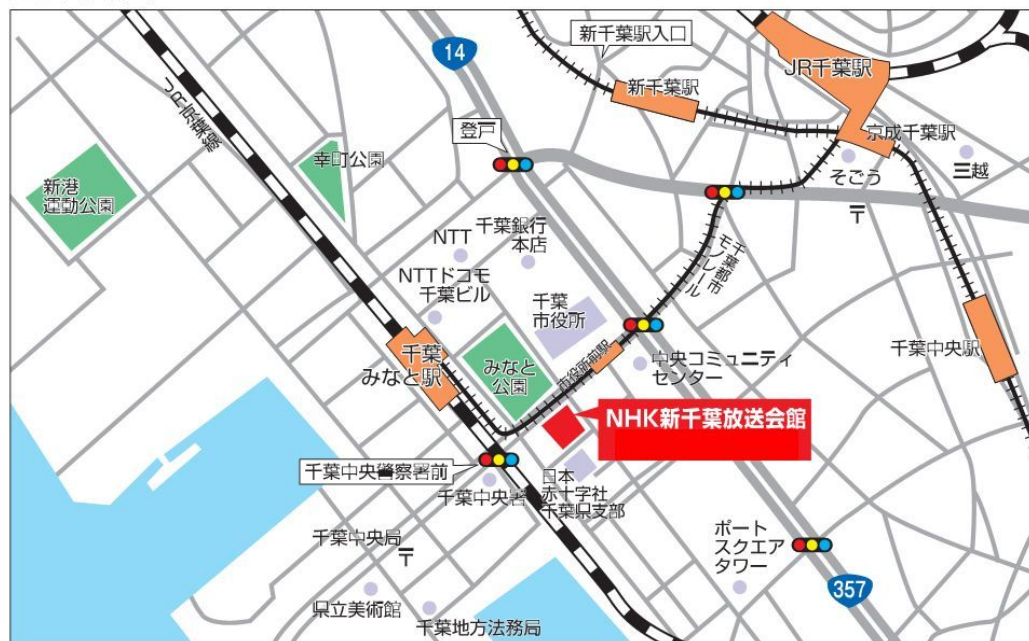 14
新千葉駅入口
JR千葉駅
新千葉駅
登戸
京成千葉駅
三越
そごう
〒
JR京葉線
幸町公園
新港
運動公園
NTT
千葉銀行
本店
NTTドコモ
千葉ビル
千葉都市
モノレール
千葉
市役所
千葉
みなと駅
みなと
公園
市役所前駅
中央コミュニティ
センター
千葉中央駅
NHK新千葉放送会館
千葉中央警察署前
千葉中央署
日本
赤十字社
千葉県支部
千葉中央局
〒
ポート
スクエア
タワー
357
県立美術館
千葉地方法務局